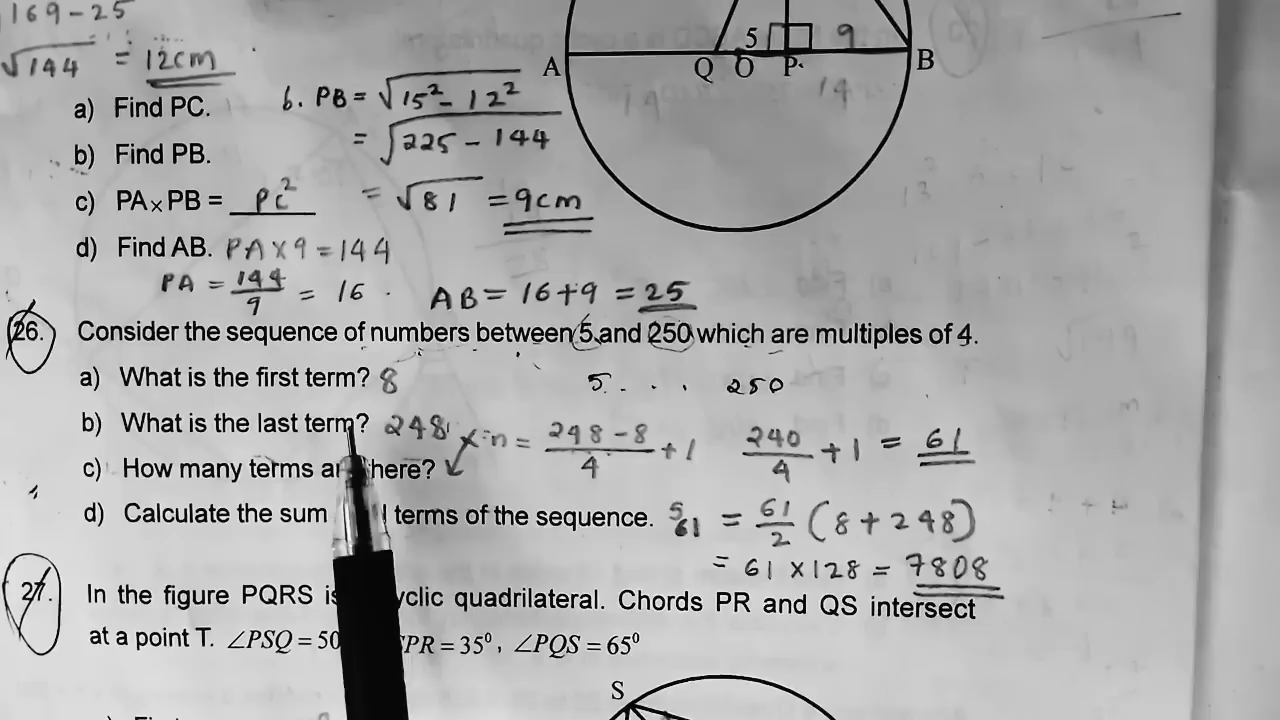 169-25
√144 = 12cm
5 9
A Q O P B
a) Find PC.
b. PB = √15²- 12²
14
= √225 - 144
b) Find PB.
c) PA×PB = PC²
= √81 = 9cm
d) Find AB. PA × 9 = 144
PA = 144/9 = 16 . AB = 16+9 = 25
26. Consider the sequence of numbers between 5 and 250 which are multiples of 4.
a) What is the first term? 8 5. . . 250
b) What is the last term? 248
n = 248-8/4 + 1 240/4 + 1 = 61
c) How many terms a here?
d) Calculate the sum l terms of the sequence. S61 = 61/2 (8 + 248)
= 61 ×128 = 7808
27. In the figure PQRS is yclic quadrilateral. Chords PR and QS intersect
at a point T. ∠PSQ = 50 PR = 35⁰ , ∠PQS = 65⁰
S